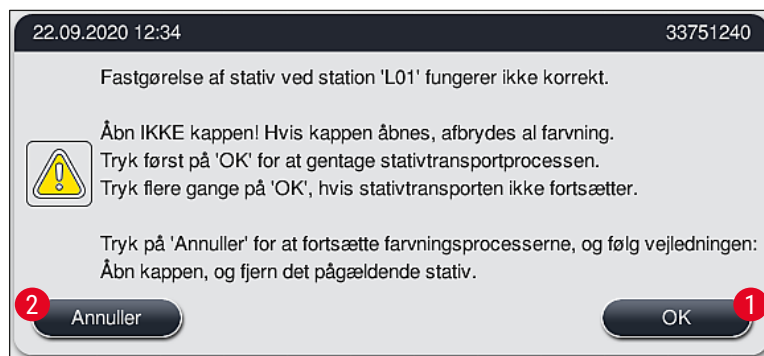 22.09.2020 12:34 33751240
Fastgørelse af stativ ved station 'L01' fungerer ikke korrekt.
Åbn IKKE kappen! Hvis kappen åbnes, afbrydes al farvning.
Tryk først på 'OK' for at gentage stativtransportprocessen.
Tryk flere gange på 'OK', hvis stativtransporten ikke fortsætter.
Tryk på 'Annuller' for at fortsætte farvningsprocesserne, og følg vejledningen:
Åbn kappen, og fjern det pågældende stativ.
2 Annuller OK 1